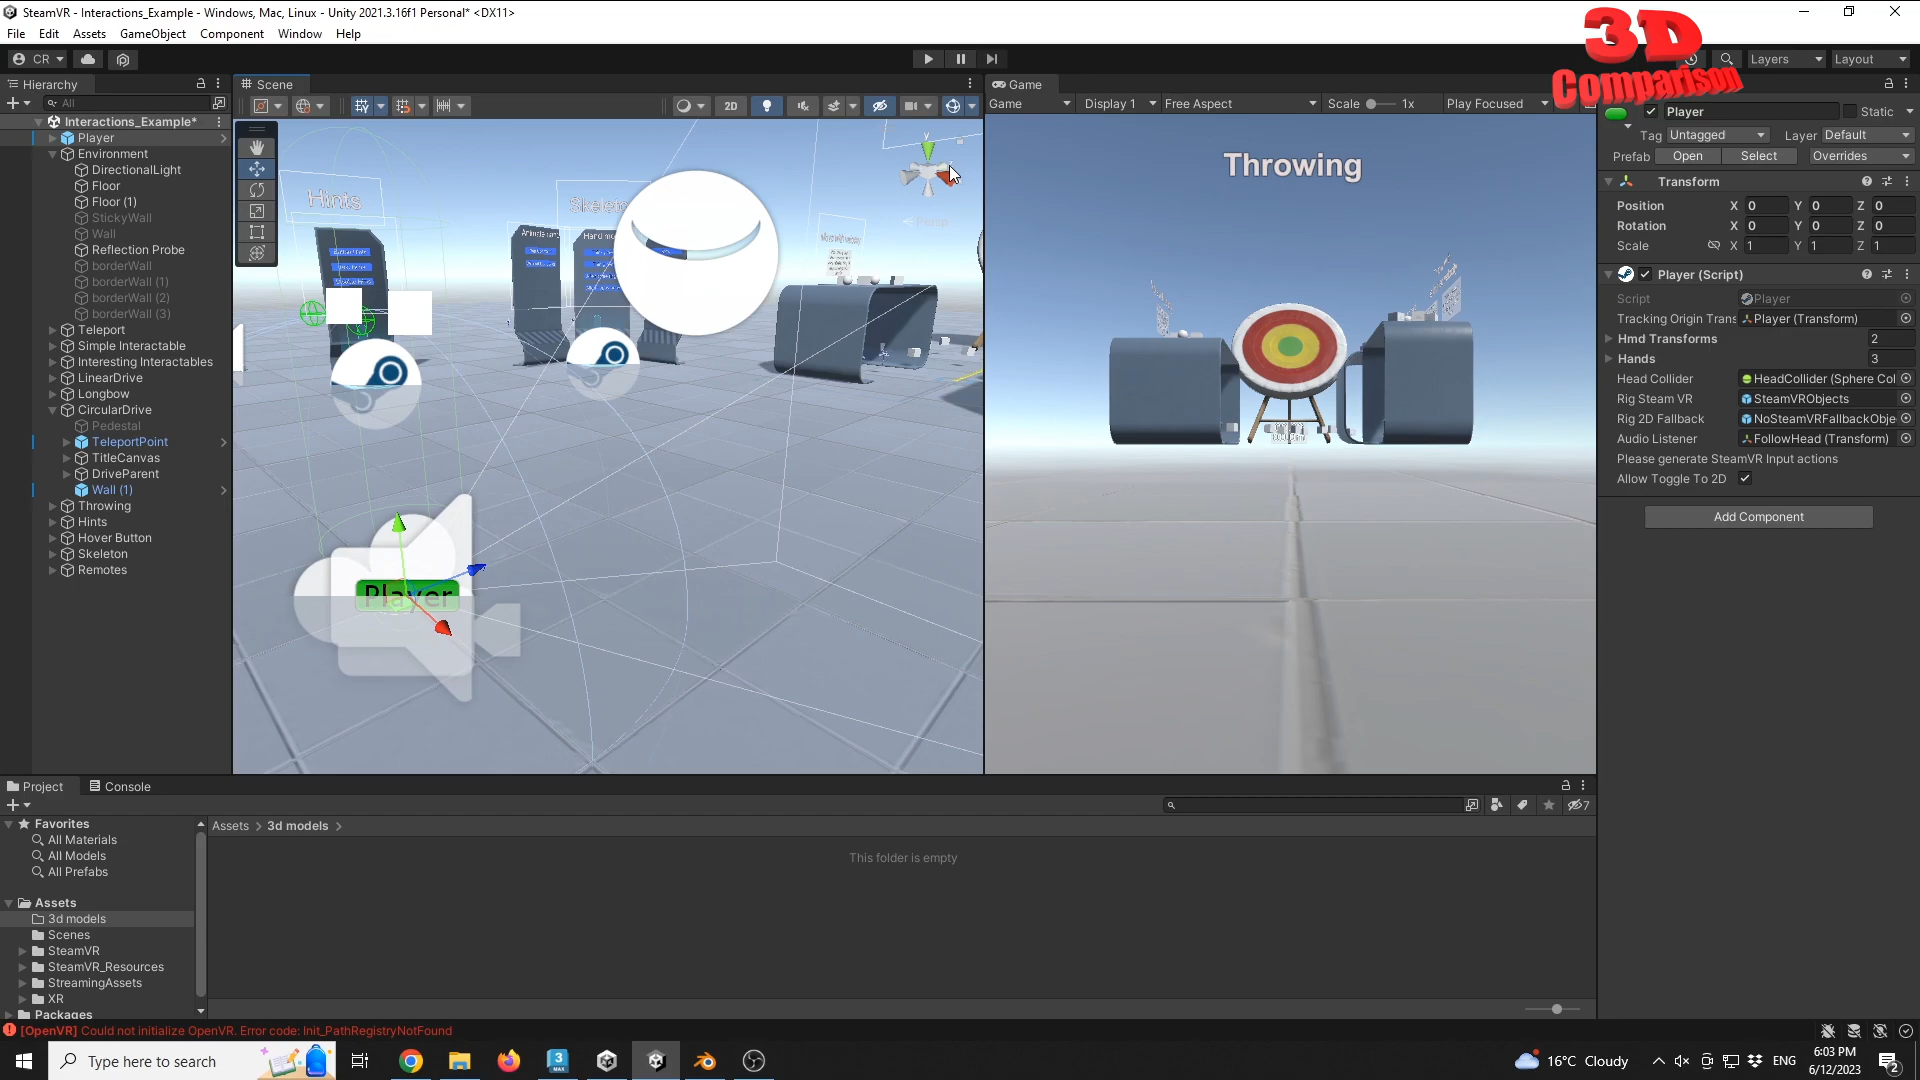 SteamVR - Interactions_Example - Windows, Mac, Linux - Unity 2021.3.16f1 Personal* <DX11>
File Edit Assets GameObject Component Window Help
3D Comparison
CR
Layers Layout
Hierarchy
All
Interactions_Example*
Player
Environment
DirectionalLight
Floor
Floor (1)
StickyWall
Wall
Reflection Probe
borderWall
borderWall (1)
borderWall (2)
borderWall (3)
Teleport
Simple Interactable
Interesting Interactables
LinearDrive
Longbow
CircularDrive
Pedestal
TeleportPoint
TitleCanvas
DriveParent
Wall (1)
Throwing
Hints
Hover Button
Skeleton
Remotes
Scene
2D
y
Persp
Hints
Skeleto
Player
Game
Game Display 1 Free Aspect Scale 1x Play Focused
Throwing
Player Static
Tag Untagged Layer Default
Prefab Open Select Overrides
Transform
Position X 0 Y 0 Z 0
Rotation X 0 Y 0 Z 0
Scale X 1 Y 1 Z 1
Player (Script)
Script Player
Tracking Origin Trans Player (Transform)
Hmd Transforms 2
Hands 3
Head Collider HeadCollider (Sphere Col
Rig Steam VR SteamVRObjects
Rig 2D Fallback NoSteamVRFallbackObje
Audio Listener FollowHead (Transform)
Please generate SteamVR Input actions
Allow Toggle To 2D
Add Component
Project Console
7
Favorites
All Materials
All Models
All Prefabs
Assets
3d models
Scenes
SteamVR
SteamVR_Resources
StreamingAssets
XR
Packages
Assets > 3d models >
This folder is empty
[OpenVR] Could not initialize OpenVR. Error code: Init_PathRegistryNotFound
Type here to search
3 MAX
16°C Cloudy
ENG
6:03 PM
6/12/2023
2